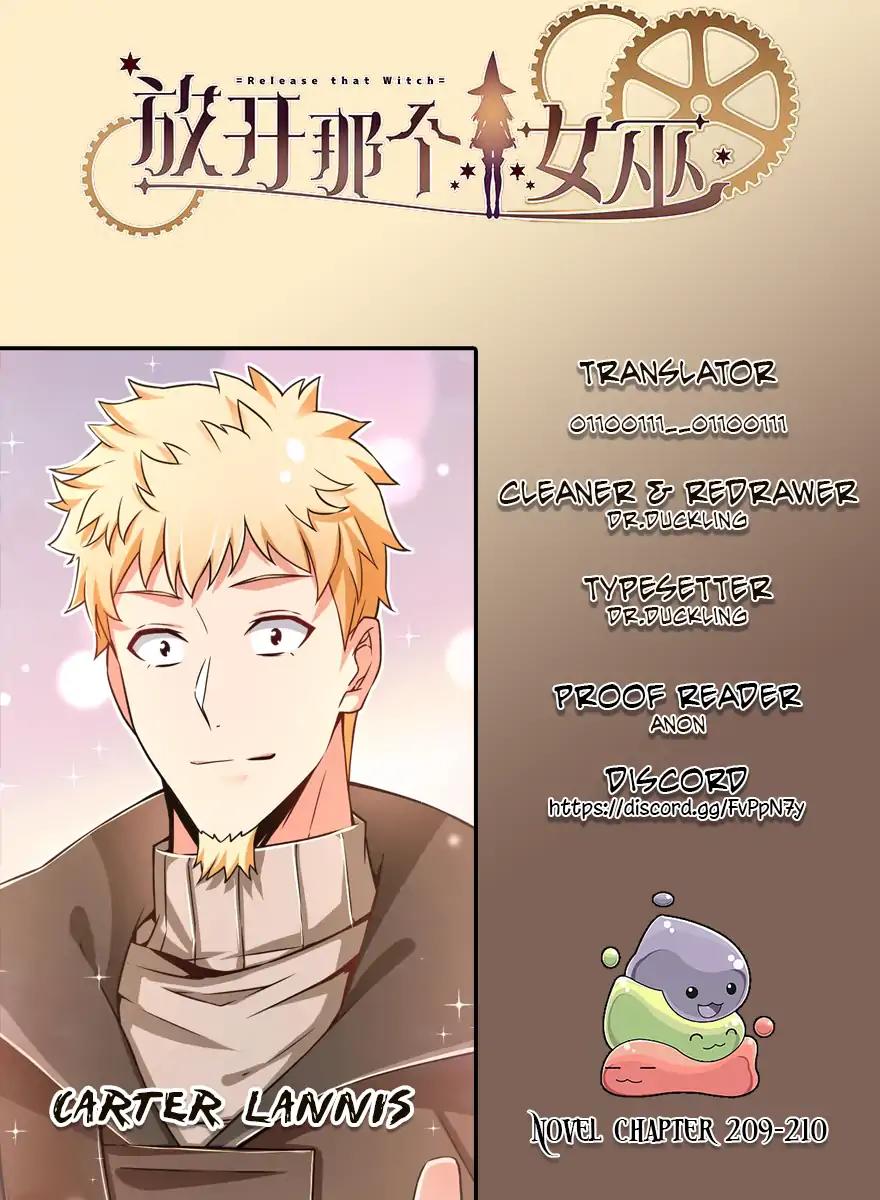 =Release that Witch=
放开那个女巫
TRANSLATOR
01100111__01100111
CLEANER & REDRAWER
DR.DUCKLING
TYPESETTER
DR.DUCKLING
PROOF READER
ANON
DISCORD
https://discord.gg/FvPpN7y
CARTER LANNIS
NOVEL CHAPTER 209-210